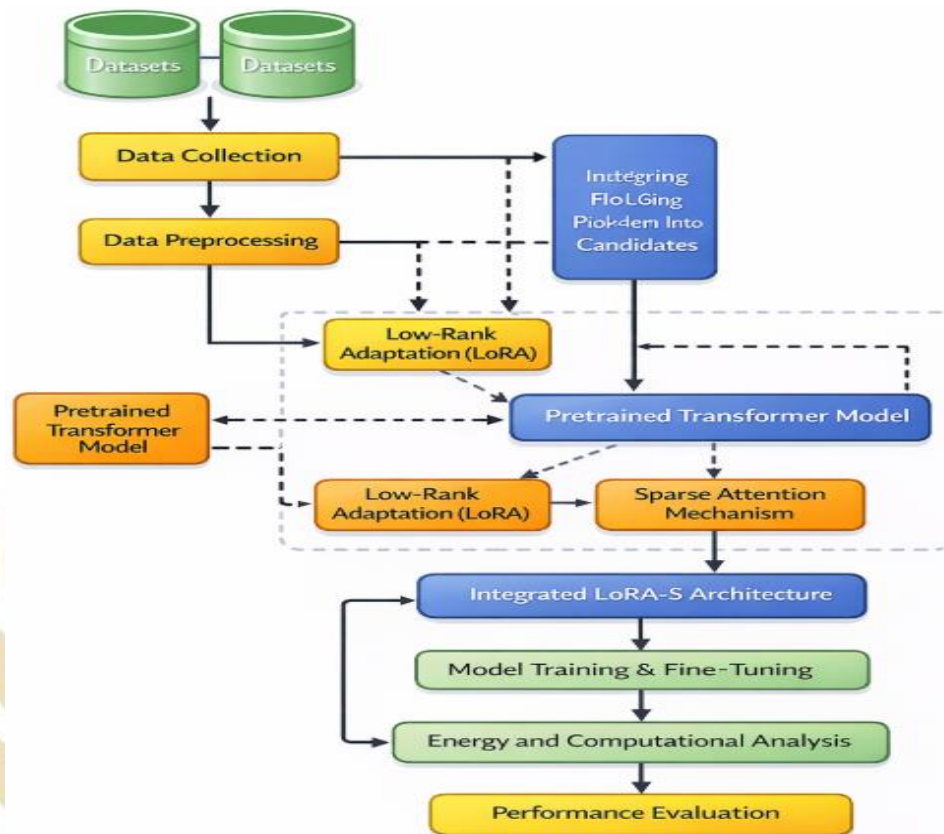 Datasets Datasets
Data Collection
Data Preprocessing
Into
Candidates
Low-Rank
Adaptation (LoRA)
Pretrained Transformer Model
Pretrained
Transformer
Model
Low-Rank
Adaptation (LoRA)
Sparse Attention
Mechanism
Integrated LoRA-S Architecture
Model Training & Fine-Tuning
Energy and Computational Analysis
Performance Evaluation